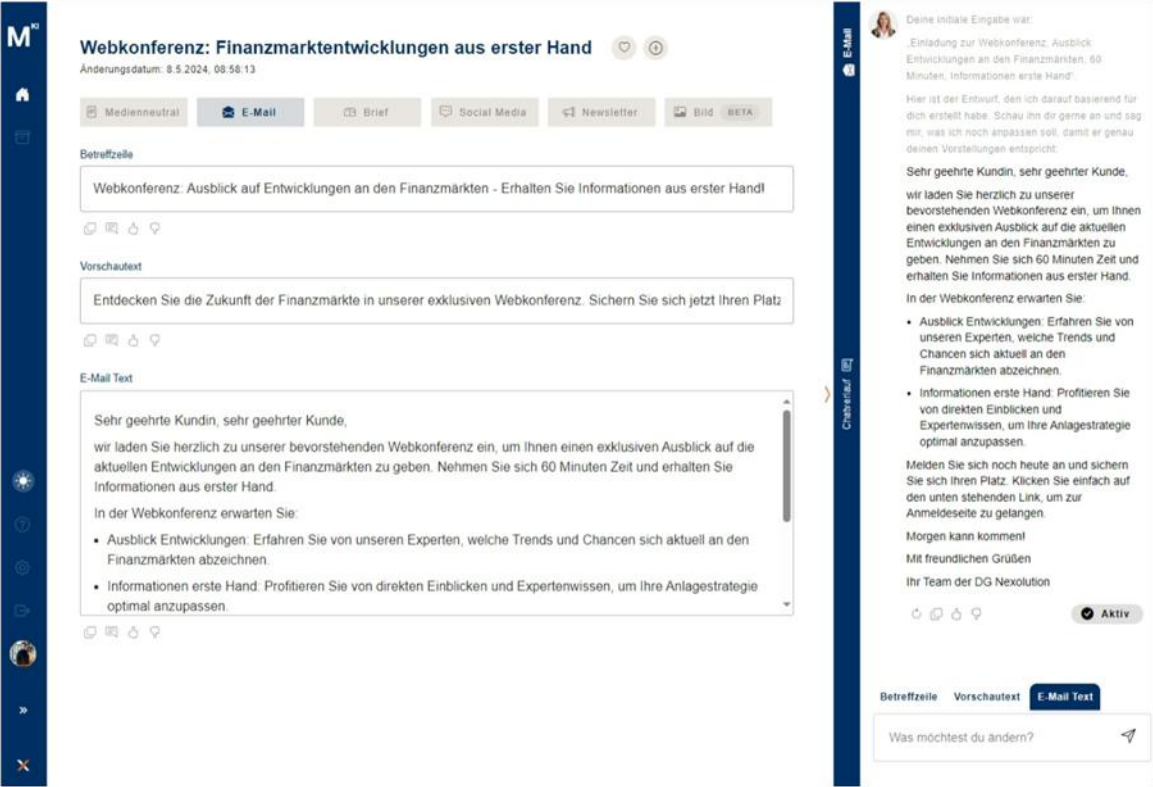 M KI
Webkonferenz: Finanzmarktentwicklungen aus erster Hand
Änderungsdatum: 8.5.2024, 08:58:13
Medienneutral
E-Mail
Brief
Social Media
Newsletter
Bild BETA
Betreffzeile
Webkonferenz: Ausblick auf Entwicklungen an den Finanzmärkten - Erhalten Sie Informationen aus erster Hand!
Vorschautext
Entdecken Sie die Zukunft der Finanzmärkte in unserer exklusiven Webkonferenz. Sichern Sie sich jetzt Ihren Platz
E-Mail Text
Sehr geehrte Kundin, sehr geehrter Kunde,
wir laden Sie herzlich zu unserer bevorstehenden Webkonferenz ein, um Ihnen einen exklusiven Ausblick auf die
aktuellen Entwicklungen an den Finanzmärkten zu geben. Nehmen Sie sich 60 Minuten Zeit und erhalten Sie
Informationen aus erster Hand.
In der Webkonferenz erwarten Sie:
• Ausblick Entwicklungen: Erfahren Sie von unseren Experten, welche Trends und Chancen sich aktuell an den
Finanzmärkten abzeichnen.
• Informationen erste Hand: Profitieren Sie von direkten Einblicken und Expertenwissen, um Ihre Anlagestrategie
optimal anzupassen.
E-Mail
Chatverlauf
Deine initiale Eingabe war:
„Einladung zur Webkonferenz, Ausblick
Entwicklungen an den Finanzmärkten, 60
Minuten, Informationen erste Hand“
Hier ist der Entwurf, den ich darauf basierend für
dich erstellt habe. Schau ihn dir gerne an und sag
mir, was ich noch anpassen soll, damit er genau
deinen Vorstellungen entspricht:
Sehr geehrte Kundin, sehr geehrter Kunde,
wir laden Sie herzlich zu unserer
bevorstehenden Webkonferenz ein, um Ihnen
einen exklusiven Ausblick auf die aktuellen
Entwicklungen an den Finanzmärkten zu
geben. Nehmen Sie sich 60 Minuten Zeit und
erhalten Sie Informationen aus erster Hand.
In der Webkonferenz erwarten Sie:
• Ausblick Entwicklungen: Erfahren Sie von
unseren Experten, welche Trends und
Chancen sich aktuell an den
Finanzmärkten abzeichnen.
• Informationen erste Hand: Profitieren Sie
von direkten Einblicken und
Expertenwissen, um Ihre Anlagestrategie
optimal anzupassen.
Melden Sie sich noch heute an und sichern
Sie sich Ihren Platz. Klicken Sie einfach auf
den unten stehenden Link, um zur
Anmeldeseite zu gelangen.
Morgen kann kommen!
Mit freundlichen Grüßen
Ihr Team der DG Nexolution
Aktiv
Betreffzeile
Vorschautext
E-Mail Text
Was möchtest du ändern?